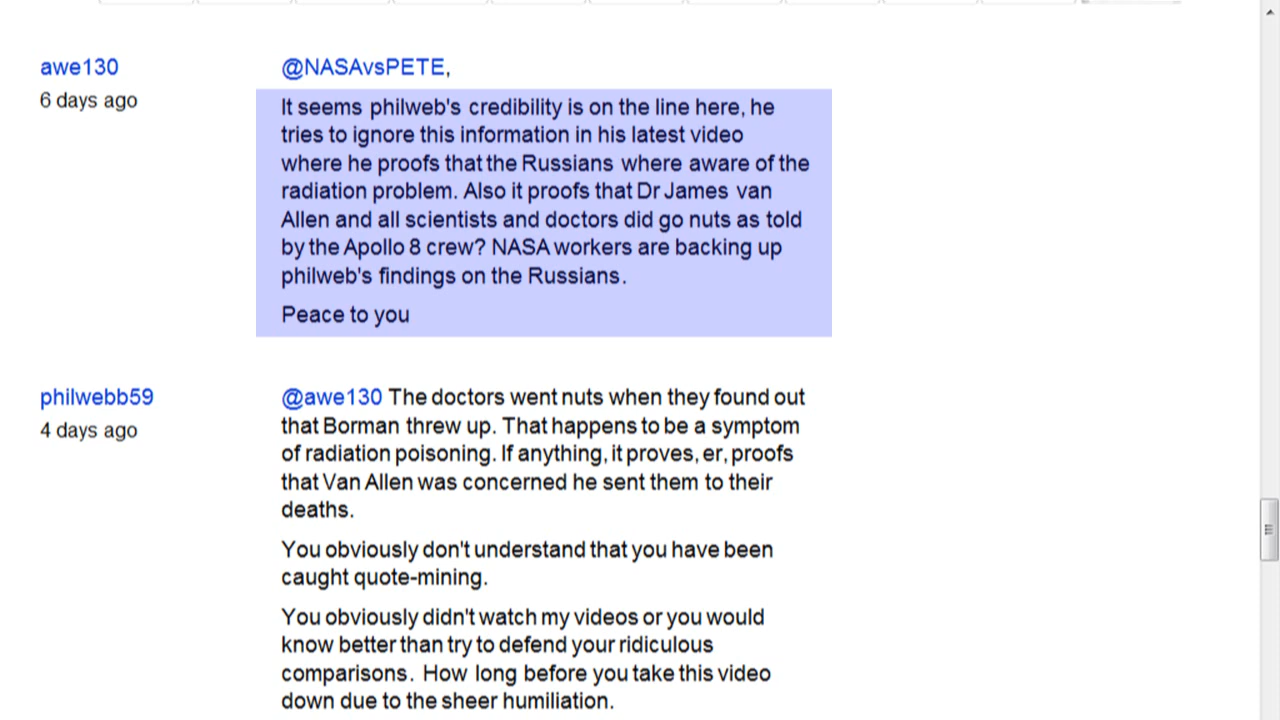 awe130
6 days ago
@NASAvsPETE,
It seems philweb's credibility is on the line here, he
tries to ignore this information in his latest video
where he proofs that the Russians where aware of the
radiation problem. Also it proofs that Dr James van
Allen and all scientists and doctors did go nuts as told
by the Apollo 8 crew? NASA workers are backing up
philweb's findings on the Russians.
Peace to you
philwebb59
4 days ago
@awe130 The doctors went nuts when they found out
that Borman threw up. That happens to be a symptom
of radiation poisoning. If anything, it proves, er, proofs
that Van Allen was concerned he sent them to their
deaths.
You obviously don't understand that you have been
caught quote-mining.
You obviously didn't watch my videos or you would
know better than try to defend your ridiculous
comparisons. How long before you take this video
down due to the sheer humiliation.